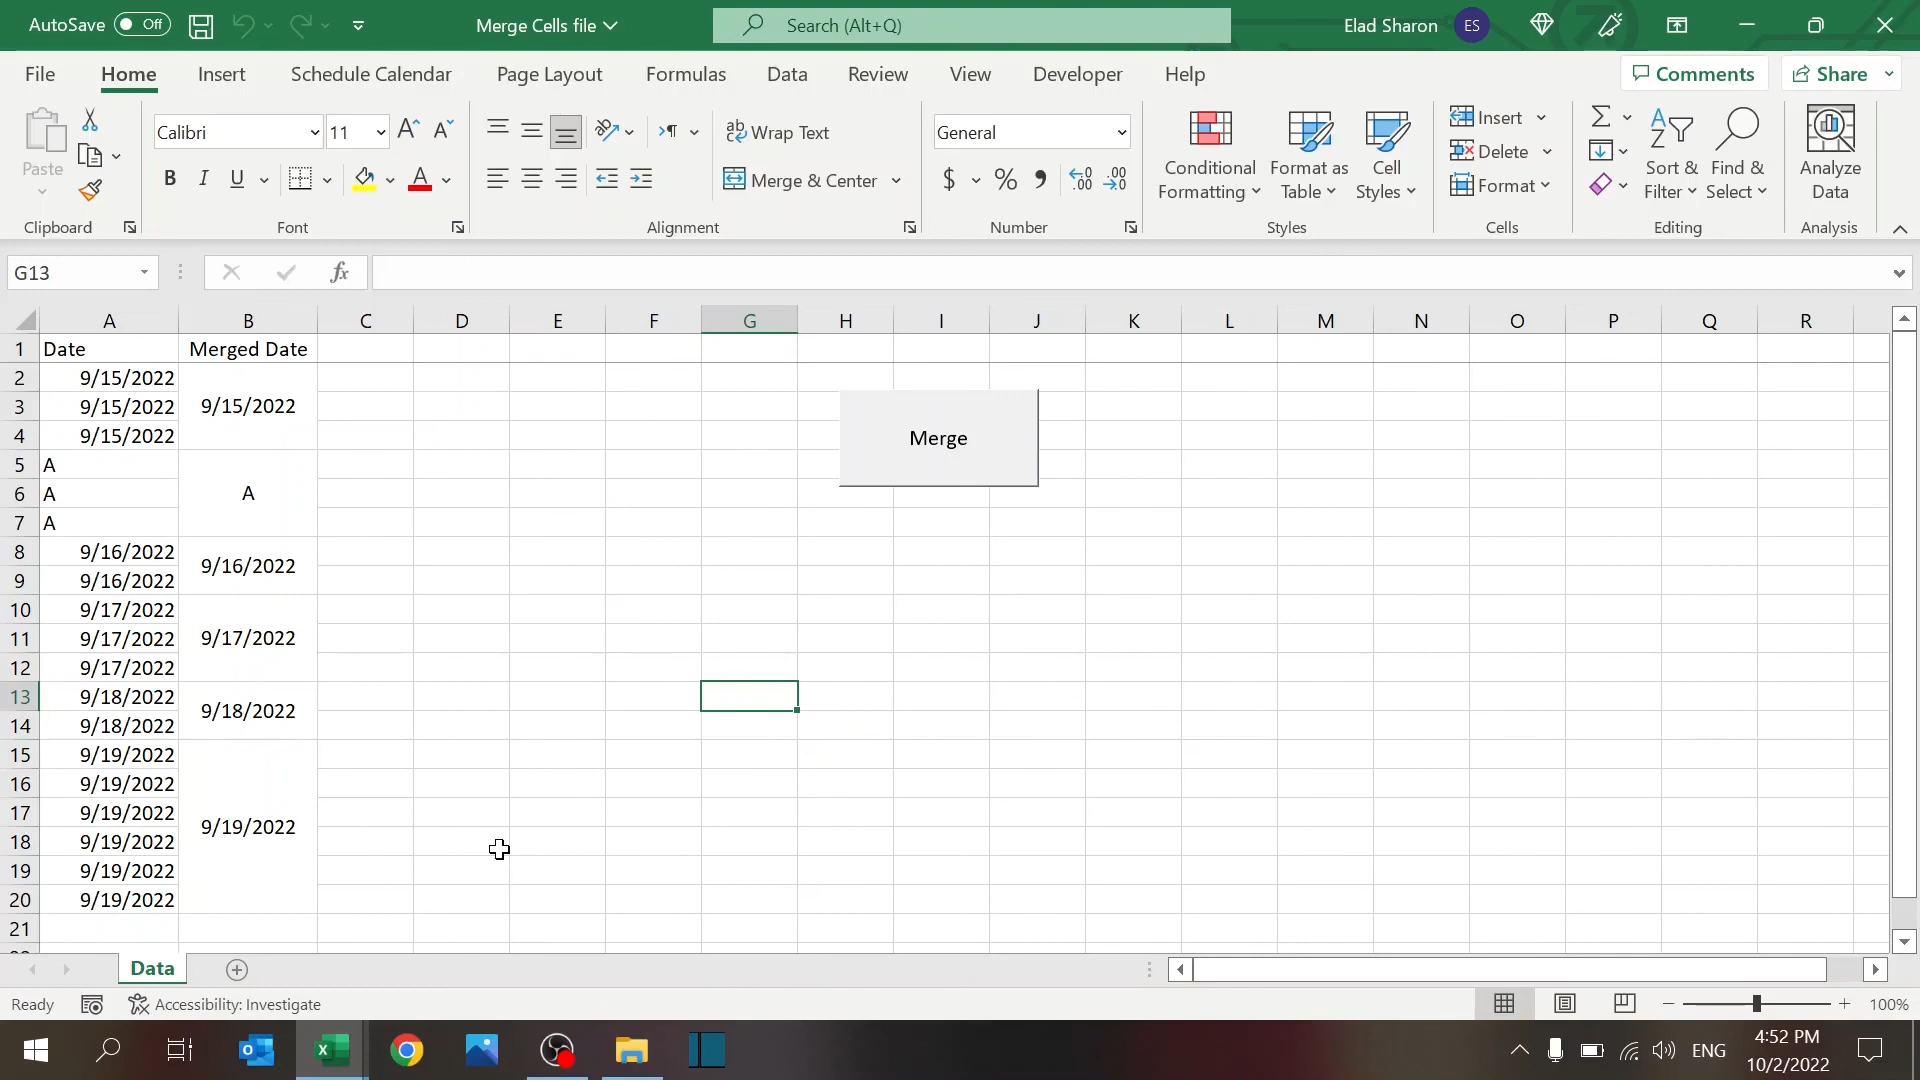 AutoSave Off Merge Cells file Search (Alt+Q) Elad Sharon ES
File Home Insert Schedule Calendar Page Layout Formulas Data Review View Developer Help Comments Share
Paste
Clipboard
Calibri 11
B I U A
Font
ab Wrap Text
Merge & Center
Alignment
General
$ % 9 .00 .00
Number
Conditional Formatting
Format as Table
Cell Styles
Styles
Insert
Delete
Format
Cells
Sort & Filter
Find & Select
Editing
Analyze Data
Analysis
G13 fx
A B C D E F G H I J K L M N O P Q R
1 Date Merged Date
2 9/15/2022
3 9/15/2022 9/15/2022
4 9/15/2022
Merge
5 A
6 A A
7 A
8 9/16/2022 9/16/2022
9 9/16/2022
10 9/17/2022
11 9/17/2022 9/17/2022
12 9/17/2022
13 9/18/2022 9/18/2022
14 9/18/2022
15 9/19/2022
16 9/19/2022
17 9/19/2022 9/19/2022
18 9/19/2022
19 9/19/2022
20 9/19/2022
21
Data
Ready Accessibility: Investigate 100%
ENG 4:52 PM
10/2/2022